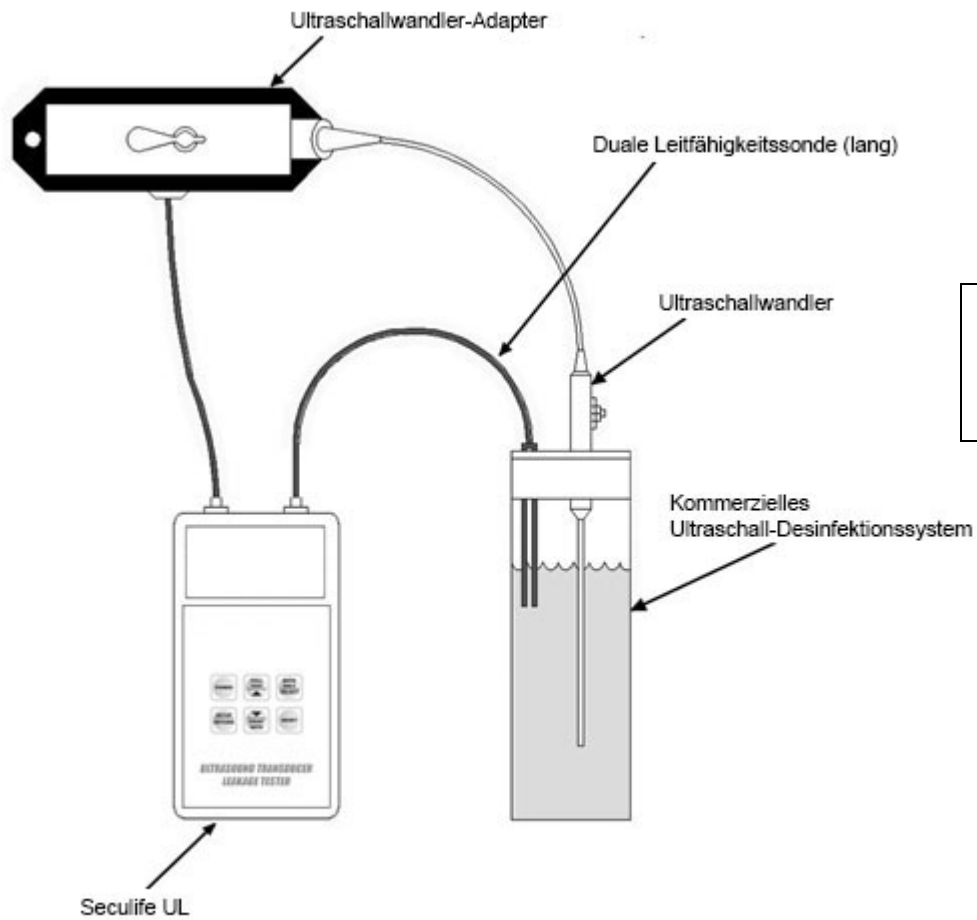 Ultraschallwandler-Adapter
Duale Leitfähigkeitssonde (lang)
Ultraschallwandler
Kommerzielles
Ultraschall-Desinfektionssystem
ULTRASOUND TRANSDUCER
LEAKAGE TESTER
Seculife UL